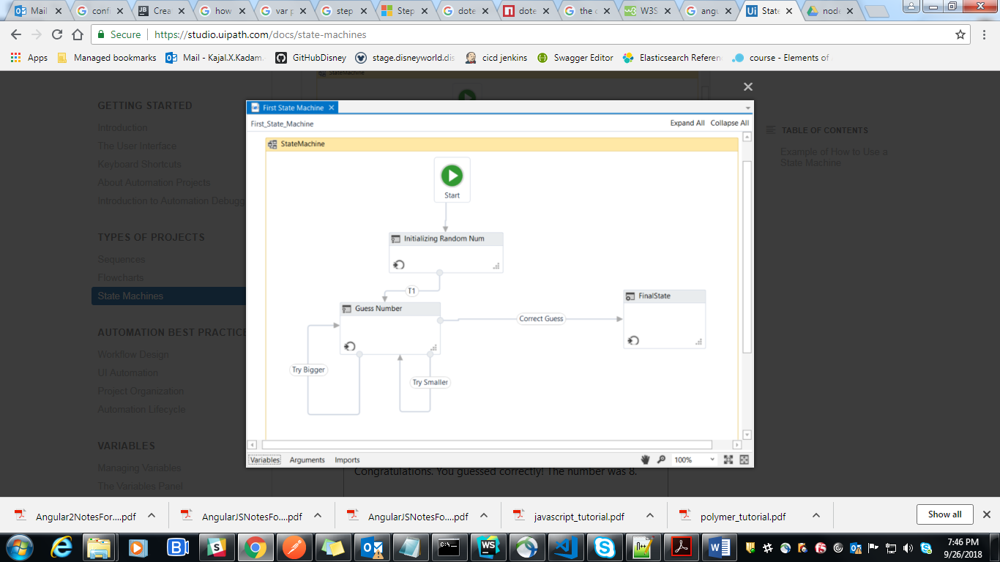 Mail
confi
Crea
how
var p
step
Step
dote
dote
the d
W3S
angu
State
node
Secure https://studio.uipath.com/docs/state-machines
Apps Managed bookmarks Mail - Kajal.X.Kadam. GitHubDisney stage.disneyworld.dis cicd jenkins Swagger Editor Elasticsearch Referen course - Elements of
StateMachine
GETTING STARTED
Introduction
The User Interface
Keyboard Shortcuts
About Automation Projects
Introduction to Automation Debugg
TYPES OF PROJECTS
Sequences
Flowcharts
State Machines
AUTOMATION BEST PRACTICE
Workflow Design
UI Automation
Project Organization
Automation Lifecycle
VARIABLES
Managing Variables
The Variables Panel
First State Machine
First_State_Machine Expand All Collapse All
StateMachine
Start
Initializing Random Num
T1
Guess Number
FinalState
Correct Guess
Try Bigger
Try Smaller
Variables Arguments Imports 100%
Congratulations. You guessed correctly! The number was 8.
TABLE OF CONTENTS
Example of How to Use a
State Machine
Angular2NotesFor....pdf AngularJSNotesFo....pdf AngularJSNotesFo....pdf javascript_tutorial.pdf polymer_tutorial.pdf Show all
7:46 PM
9/26/2018